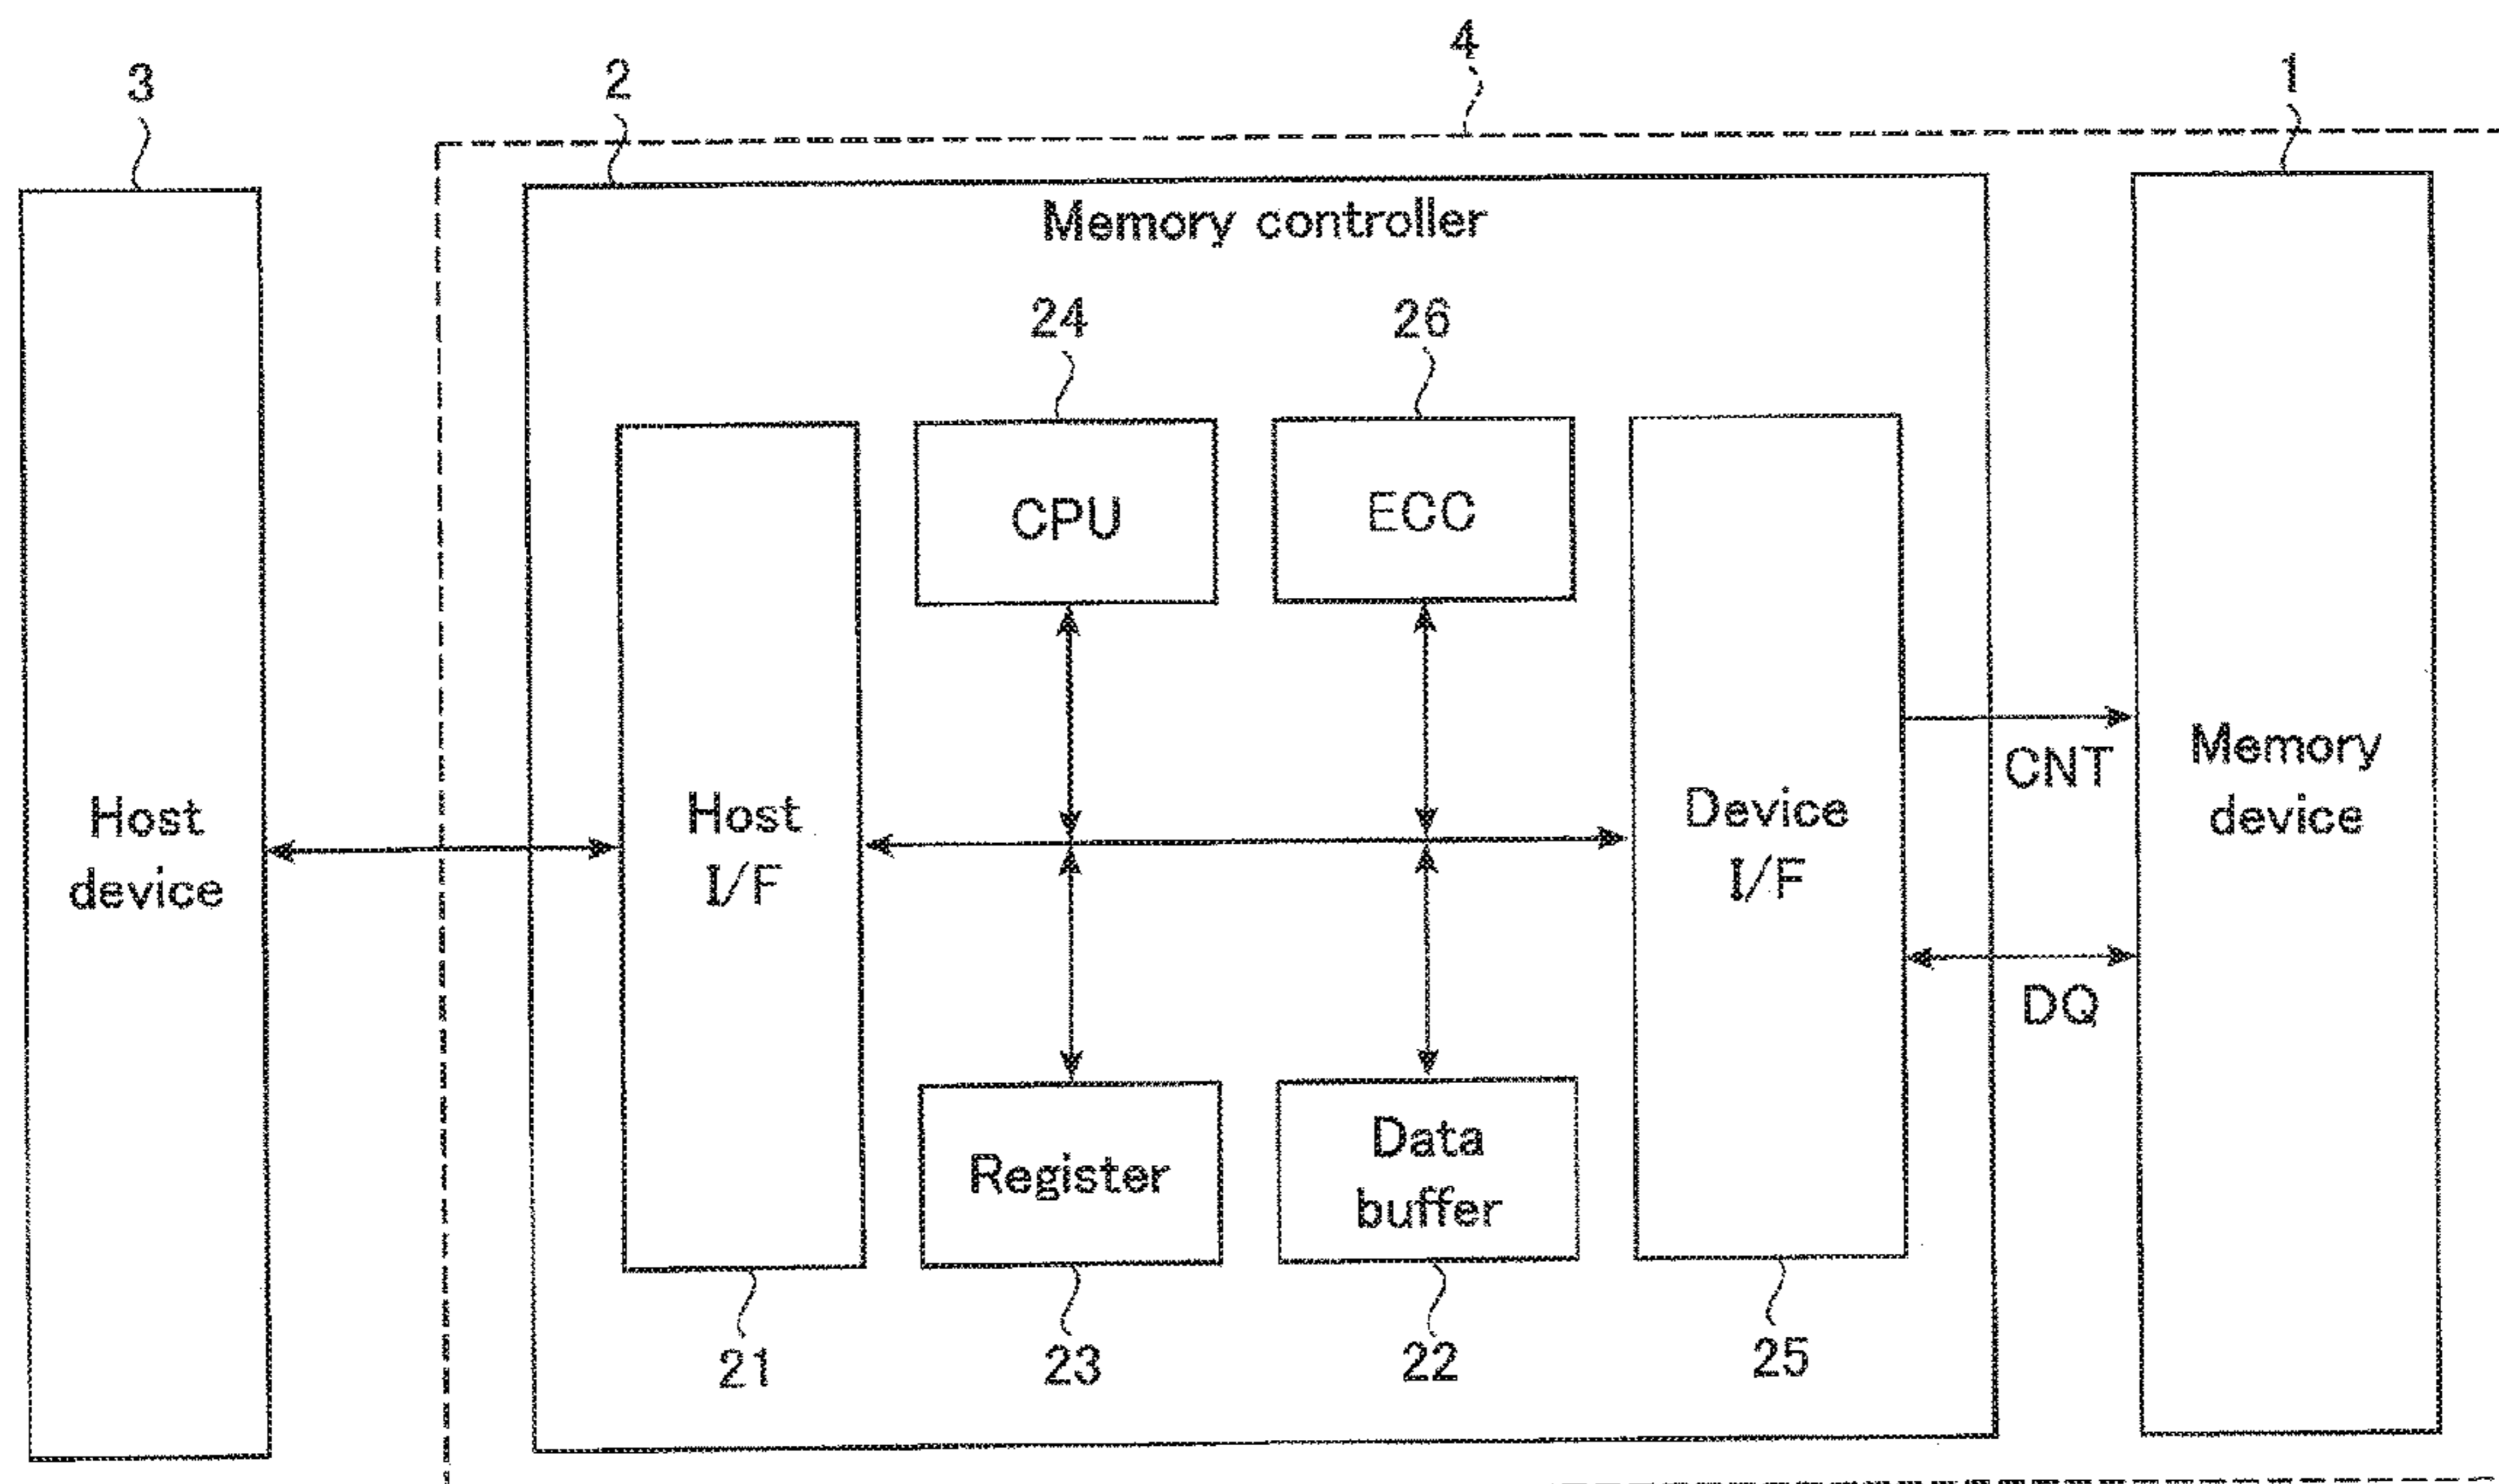 4
3
2
1
Memory controller
24
26
CPU
ECC
CNT
Memory
device
Host
device
Host
I/F
Device
I/F
DQ
Register
Data
buffer
21
23
22
25